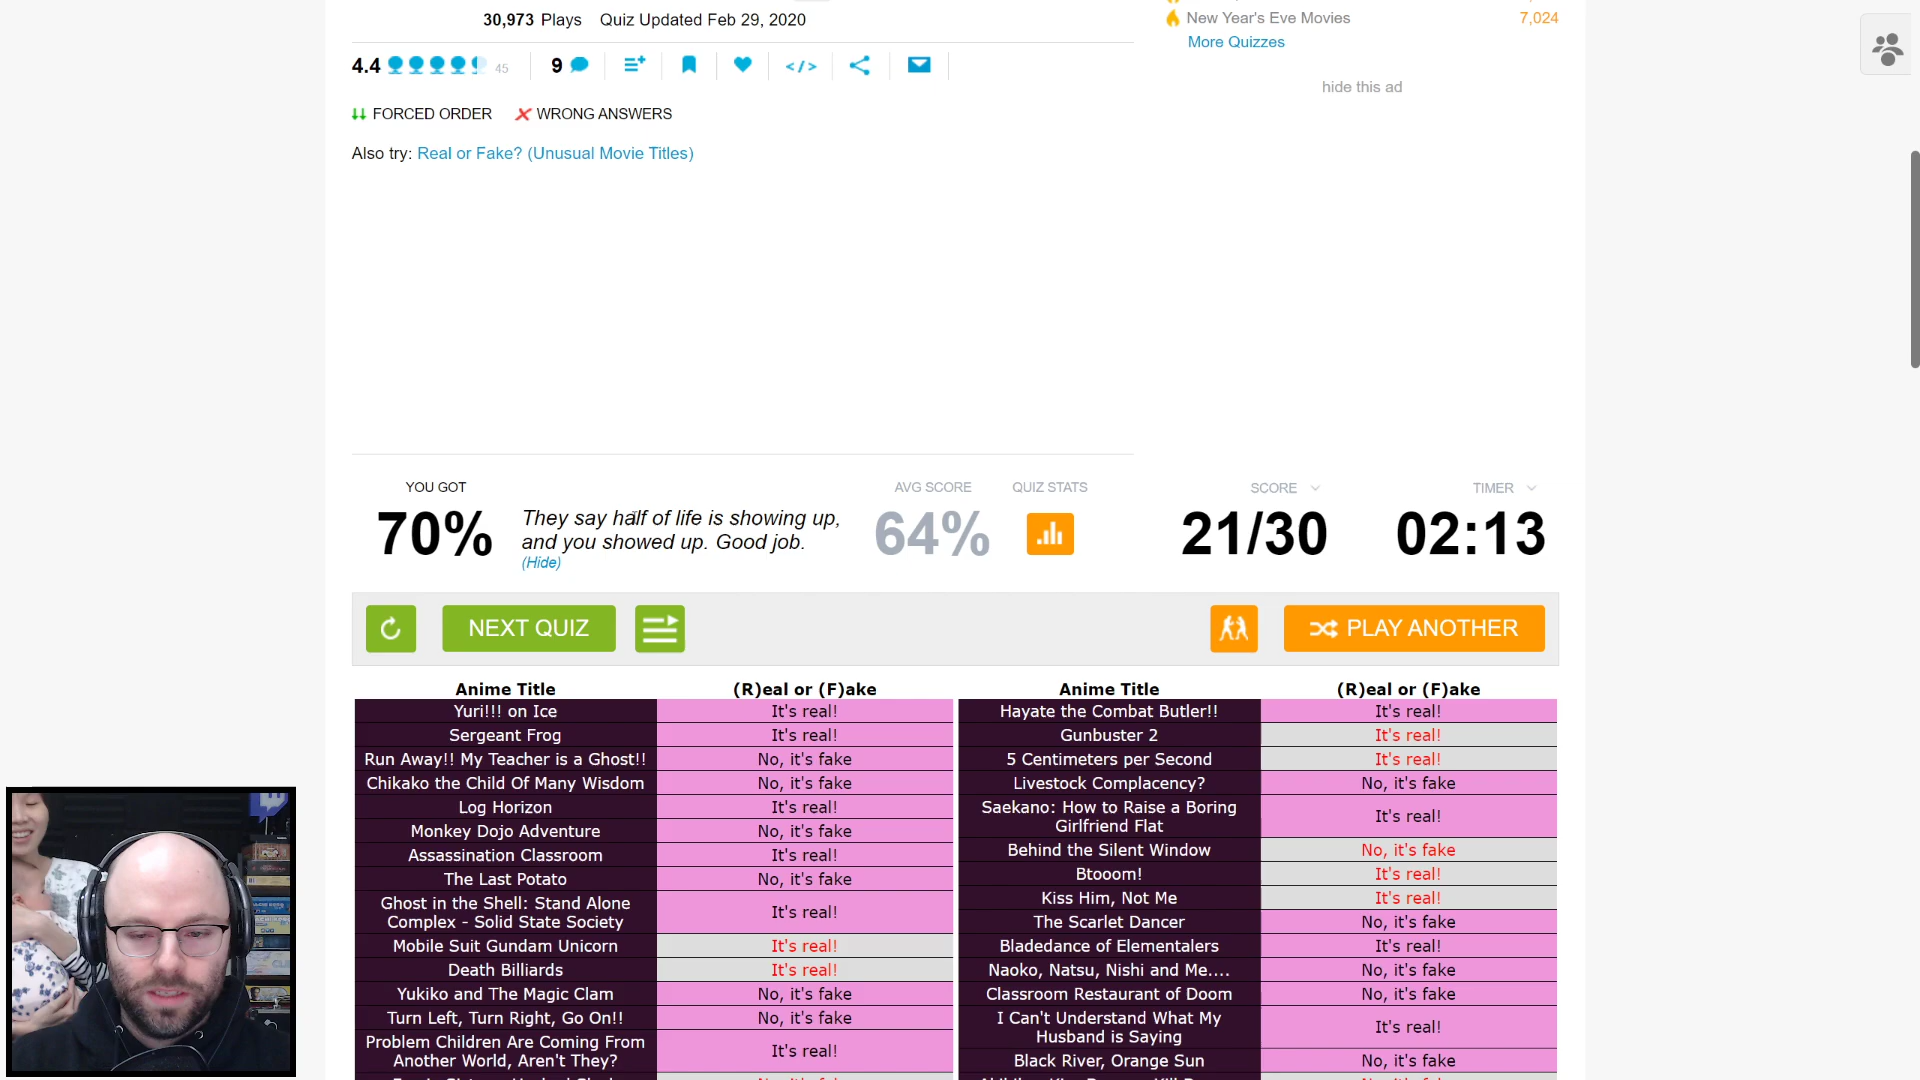 30,973 Plays Quiz Updated Feb 29, 2020
New Year's Eve Movies 7,024
More Quizzes
4.4 45 9 </>
hide this ad
FORCED ORDER WRONG ANSWERS
Also try: Real or Fake? (Unusual Movie Titles)
YOU GOT
70%
They say half of life is showing up,
and you showed up. Good job.
(Hide)
AVG SCORE
64%
QUIZ STATS
SCORE
21/30
TIMER
02:13
NEXT QUIZ
PLAY ANOTHER
Anime Title (R)eal or (F)ake
Yuri!!! on Ice It's real!
Sergeant Frog It's real!
Run Away!! My Teacher is a Ghost!! No, it's fake
Chikako the Child Of Many Wisdom No, it's fake
Log Horizon It's real!
Monkey Dojo Adventure No, it's fake
Assassination Classroom It's real!
The Last Potato No, it's fake
Ghost in the Shell: Stand Alone
Complex - Solid State Society It's real!
Mobile Suit Gundam Unicorn It's real!
Death Billiards It's real!
Yukiko and The Magic Clam No, it's fake
Turn Left, Turn Right, Go On!! No, it's fake
Problem Children Are Coming From
Another World, Aren't They? It's real!
Anime Title (R)eal or (F)ake
Hayate the Combat Butler!! It's real!
Gunbuster 2 It's real!
5 Centimeters per Second It's real!
Livestock Complacency? No, it's fake
Saekano: How to Raise a Boring
Girlfriend Flat It's real!
Behind the Silent Window No, it's fake
Btooom! It's real!
Kiss Him, Not Me It's real!
The Scarlet Dancer No, it's fake
Bladedance of Elementalers It's real!
Naoko, Natsu, Nishi and Me.... No, it's fake
Classroom Restaurant of Doom No, it's fake
I Can't Understand What My
Husband is Saying It's real!
Black River, Orange Sun No, it's fake